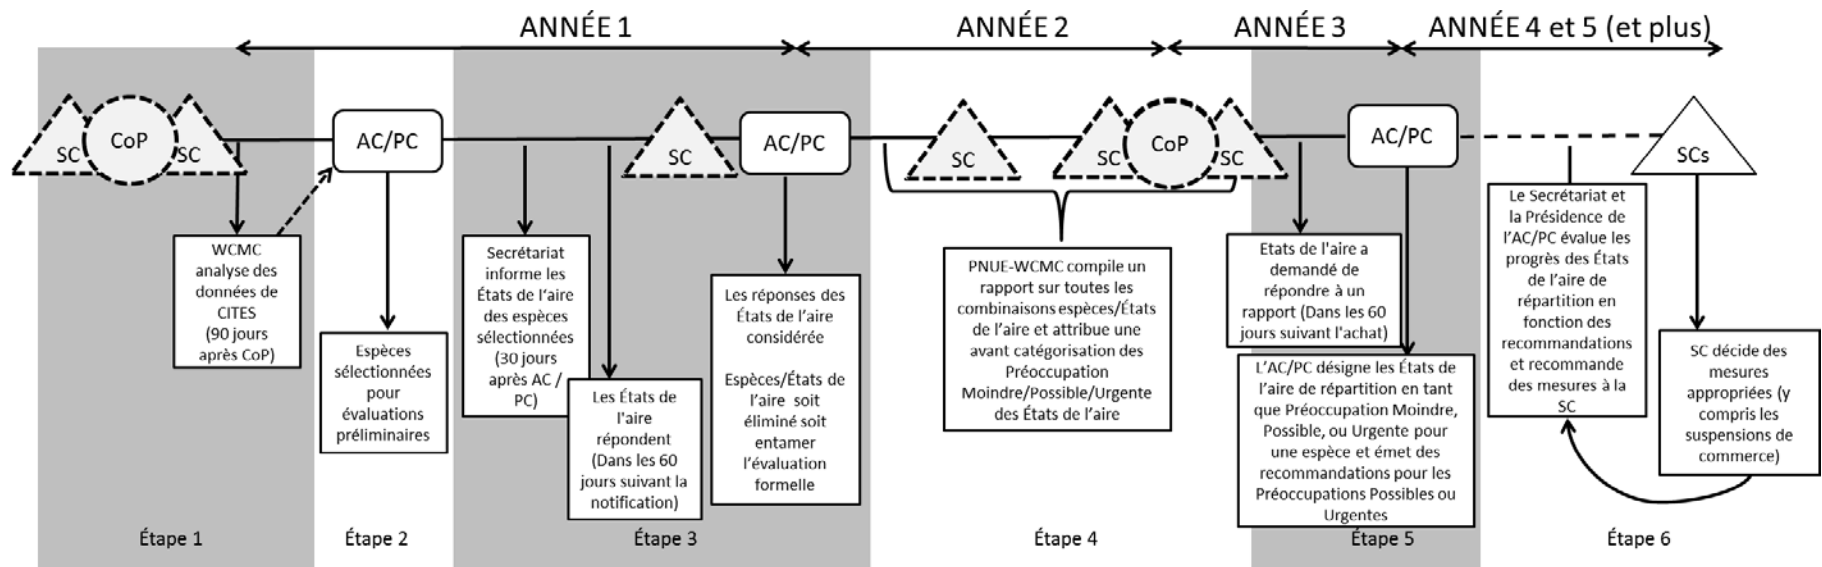 ANNÉE 1
ANNÉE 2
ANNÉE 3
ANNÉE 4 et 5 (et plus)
SC
CoP
SC
AC/PC
SC
AC/PC
SC
SC
CoP
SC
AC/PC
SCs
WCMC
analyse des
données de
CITES
(90 jours
après CoP)
Espèces
sélectionnées
pour
évaluations
préliminaires
Secrétariat
informe les
États de l'aire
des espèces
sélectionnées
(30 jours
après AC /
PC)
Les États de
l'aire
répondent
(Dans les 60
jours suivant la
notification)
Les réponses des
États de l'aire
considérée
Espèces/États de
l'aire soit
éliminé soit
entamer
l'évaluation
formelle
PNUE-WCMC compile un
rapport sur toutes les
combinaisons espèces/États
de l'aire et attribue une
avant catégorisation des
Préoccupation
Moindre/Possible/Urgente
des États de l'aire
Etats de l'aire a
demandé de
répondre à un
rapport (Dans les 60
jours suivant l'achat)
L'AC/PC désigne les États de
l'aire de répartition en tant
que Préoccupation Moindre,
Possible, ou Urgente pour
une espèce et émet des
recommandations pour les
Préoccupations Possibles ou
Urgentes
Le Secrétariat et
la Présidence de
l'AC/PC évalue les
progrès des États
de l'aire de
répartition en
fonction des
recommandations
et recommande
des mesures à la
SC
SC décide des
mesures
appropriées (y
compris les
suspensions de
commerce)
Étape 1
Étape 2
Étape 3
Étape 4
Étape 5
Étape 6